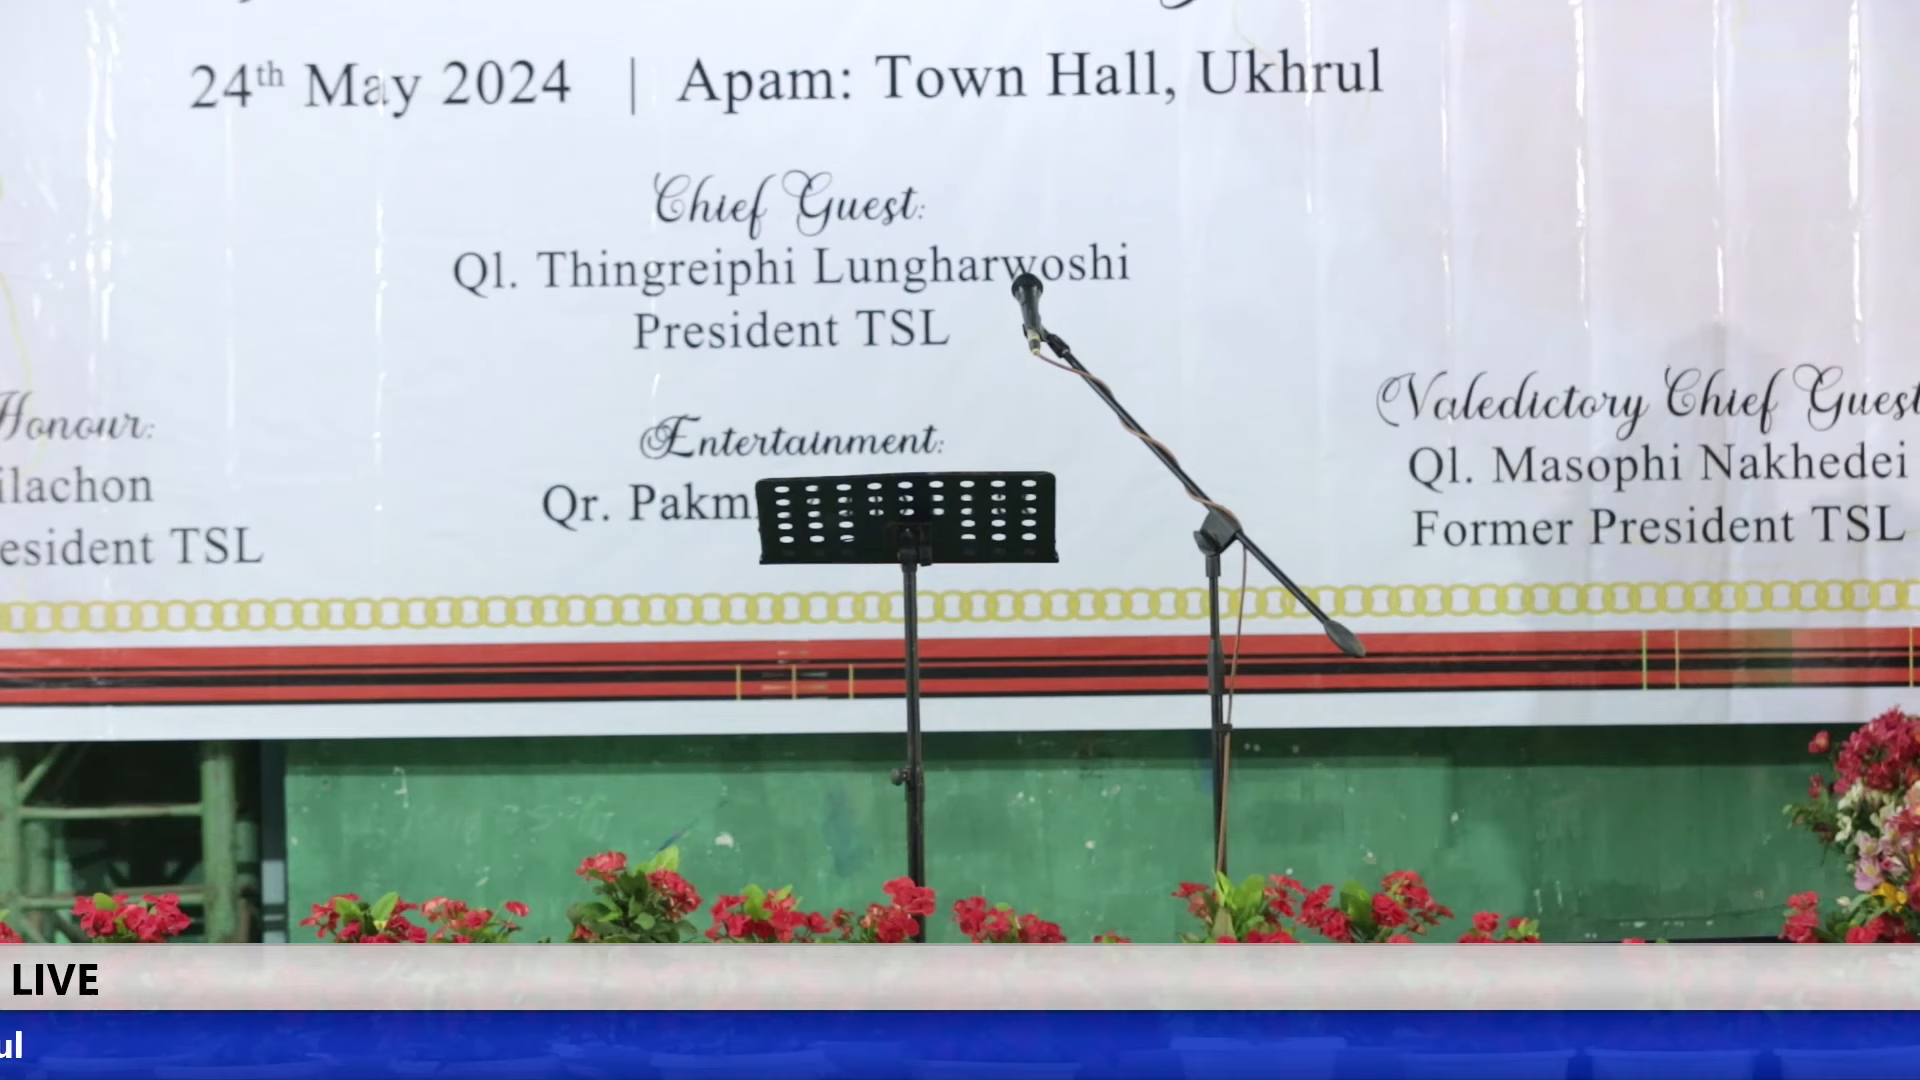 24th May 2024 | Apam: Town Hall, Ukhrul
Chief Guest:
Ql. Thingreiphi Lungharwoshi
President TSL
Honour:
ilachon
esident TSL
Entertainment:
Qr. Pakm
Valedictory Chief Guest
Ql. Masophi Nakhedei
Former President TSL
LIVE
ul